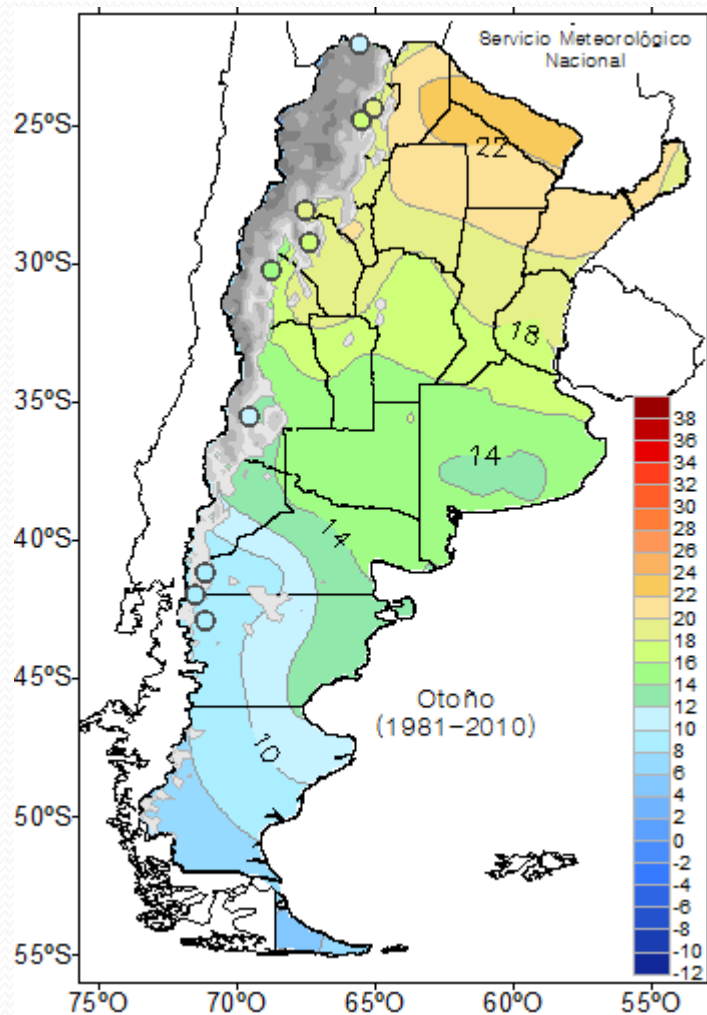 Servicio Meteorológico
Nacional
25ºS
22
30ºS
18
35ºS
38
36
14
34
32
30
28
40ºS
14
26
24
22
20
18
16
45ºS
Otoño
14
(1981-2010)
12
10
10
8
6
50ºS
4
2
0
-2
-4
-6
-8
55ºS
-10
-12
75ºO
70ºO
65ºO
60ºO
55ºO